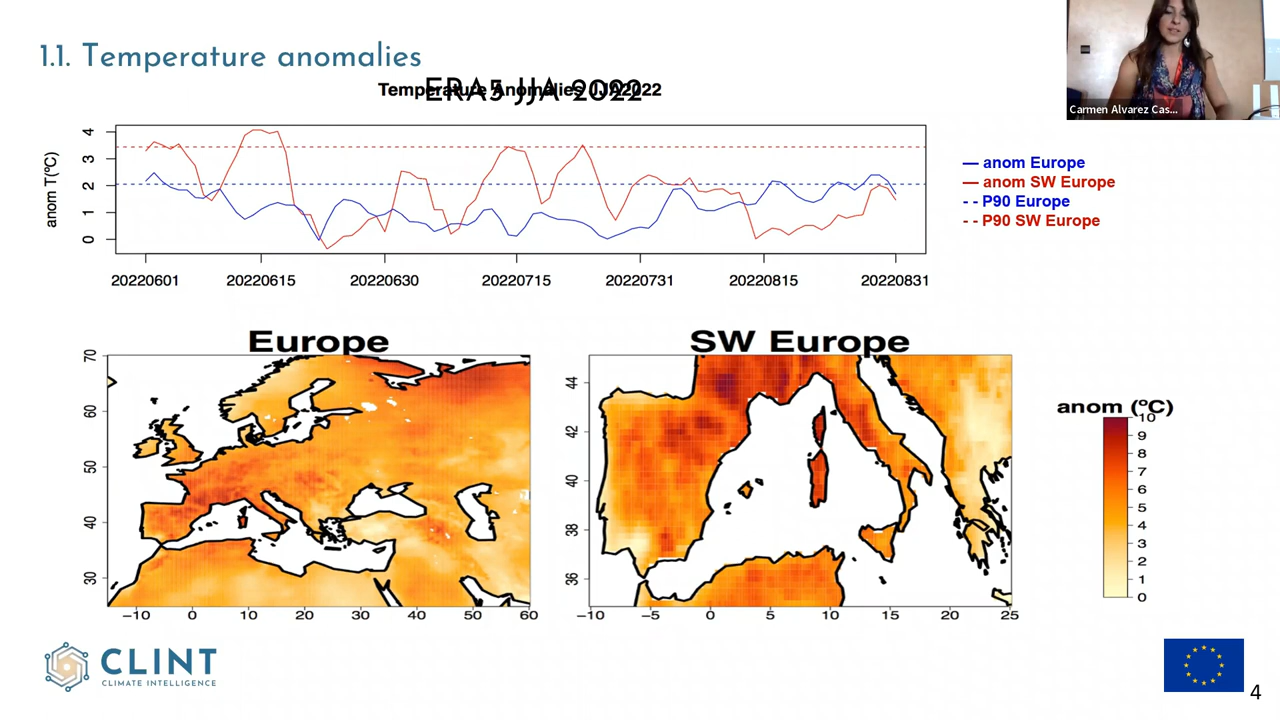 1.1. Temperature anomalies
Temperature Anomalies JJA2022
ERA5 JJA 2022
Carmen Alvarez Cas...
anom T(ºC)
4
3
2
1
0
20220601 20220615 20220630 20220715 20220731 20220815 20220831
anom Europe
anom SW Europe
P90 Europe
P90 SW Europe
Europe
70
60
50
40
30
−10 0 10 20 30 40 50 60
SW Europe
44
42
40
38
36
−10 −5 0 5 10 15 20 25
anom (ºC)
10
9
8
7
6
5
4
3
2
1
0
CLINT
CLIMATE INTELLIGENCE
4